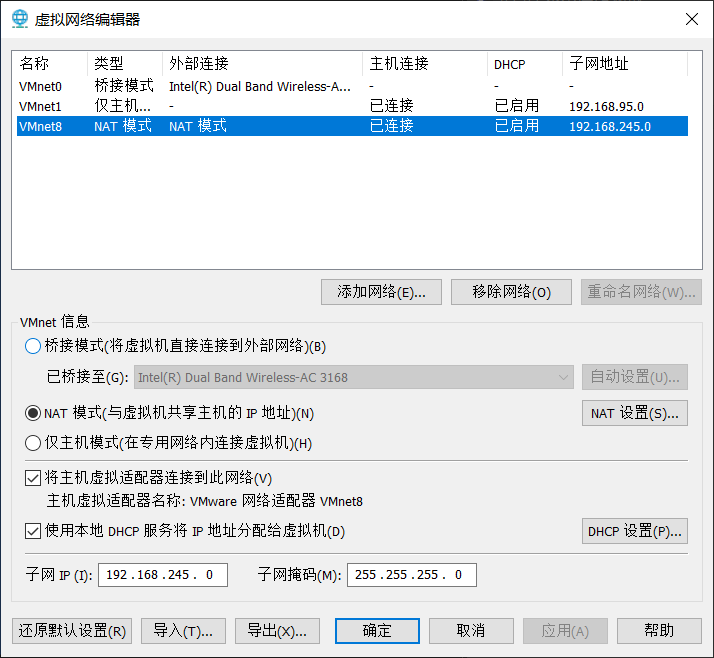 虚拟网络编辑器
名称 类型 外部连接 主机连接 DHCP 子网地址
VMnet0 桥接模式 Intel(R) Dual Band Wireless-A... - - -
VMnet1 仅主机... - 已连接 已启用 192.168.95.0
VMnet8 NAT 模式 NAT 模式 已连接 已启用 192.168.245.0
添加网络(E)... 移除网络(O) 重命名网络(W)...
VMnet 信息
桥接模式(将虚拟机直接连接到外部网络)(B)
已桥接至(G): Intel(R) Dual Band Wireless-AC 3168 自动设置(U)...
NAT 模式(与虚拟机共享主机的 IP 地址)(N) NAT 设置(S)...
仅主机模式(在专用网络内连接虚拟机)(H)
将主机虚拟适配器连接到此网络(V)
主机虚拟适配器名称: VMware 网络适配器 VMnet8
使用本地 DHCP 服务将 IP 地址分配给虚拟机(D) DHCP 设置(P)...
子网 IP (I): 192.168.245. 0 子网掩码(M): 255.255.255. 0
还原默认设置(R) 导入(T)... 导出(X)... 确定 取消 应用(A) 帮助